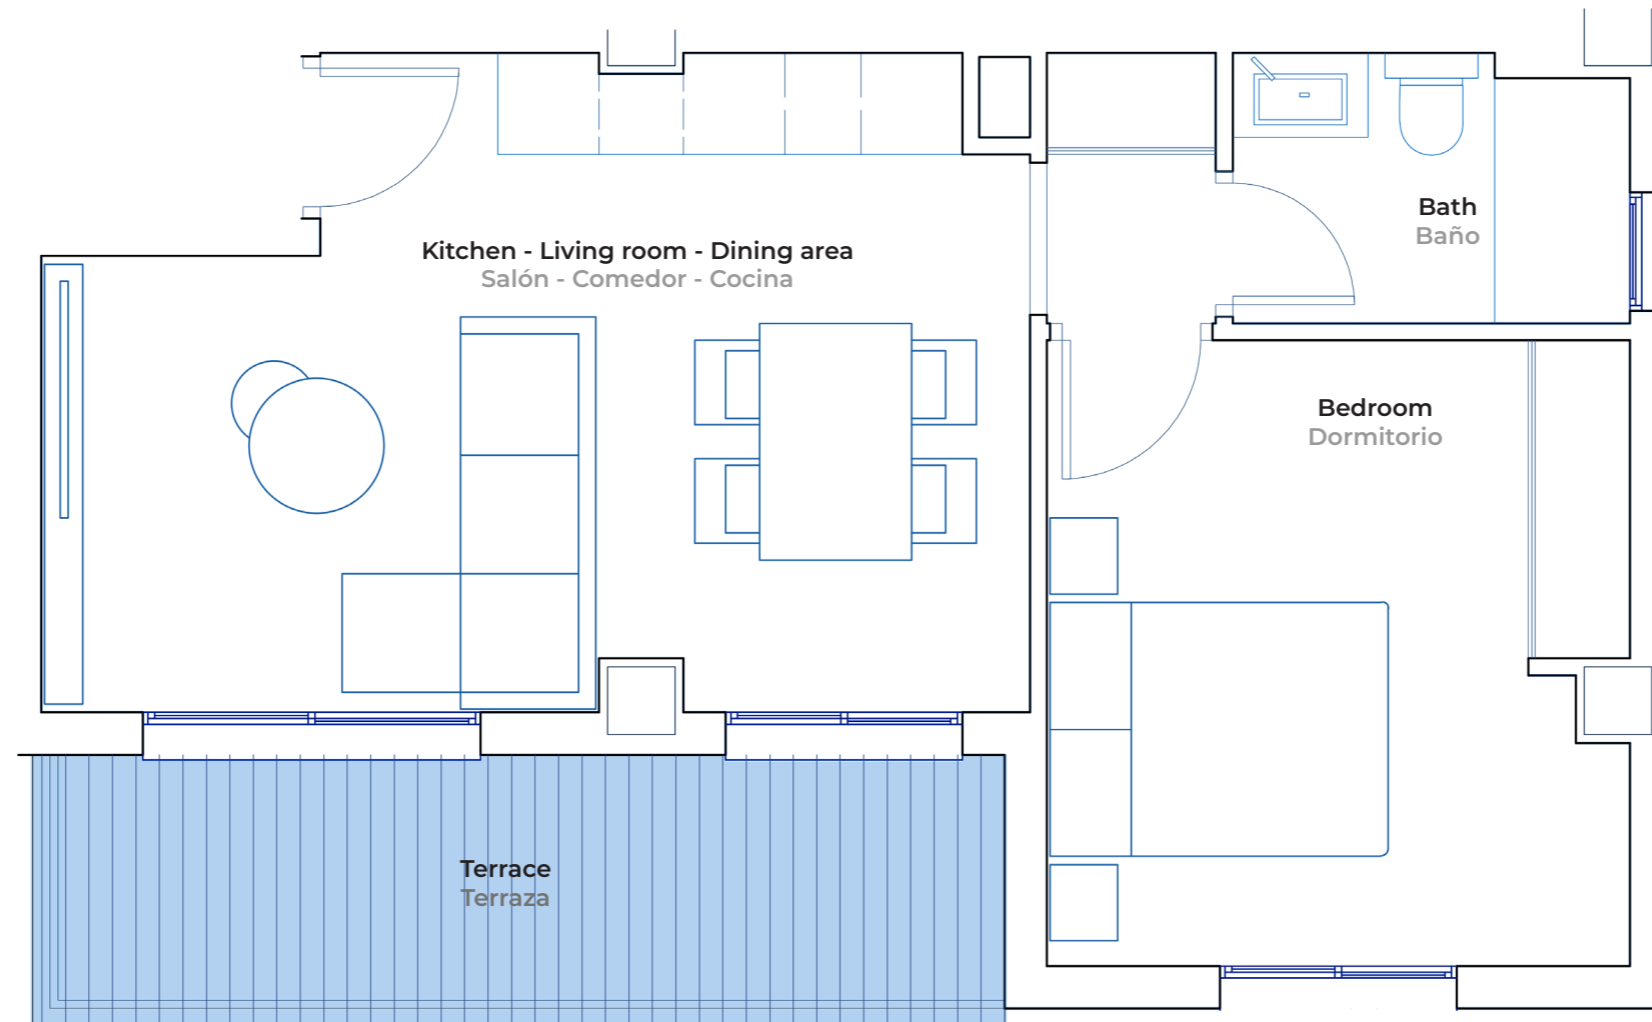 Bath
Baño
Kitchen - Living room - Dining area
Salón - Comedor - Cocina
Bedroom
Dormitorio
Terrace
Terraza